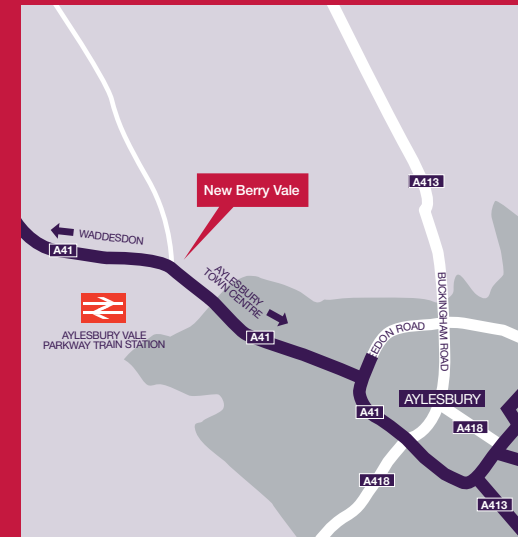 A413
New Berry Vale
WADDESDON
A41
AYLESBURY
TOWN CENTRE
AYLESBURY VALE
PARKWAY TRAIN STATION
A41
EDON ROAD
BUCKINGHAM ROAD
AYLESBURY
A41
A418
A418
A413